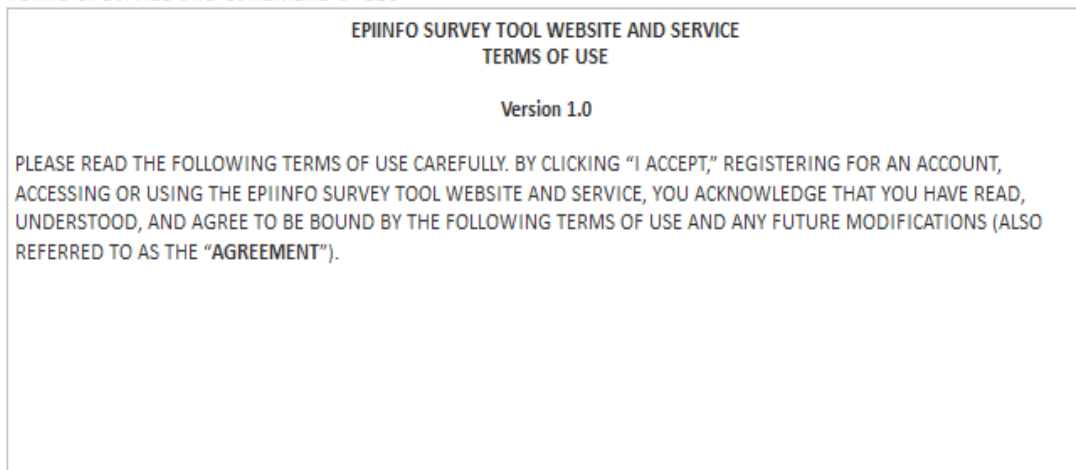 EPIINFO SURVEY TOOL WEBSITE AND SERVICE
TERMS OF USE
Version 1.0
PLEASE READ THE FOLLOWING TERMS OF USE CAREFULLY. BY CLICKING “I ACCEPT,” REGISTERING FOR AN ACCOUNT,
ACCESSING OR USING THE EPIINFO SURVEY TOOL WEBSITE AND SERVICE, YOU ACKNOWLEDGE THAT YOU HAVE READ,
UNDERSTOOD, AND AGREE TO BE BOUND BY THE FOLLOWING TERMS OF USE AND ANY FUTURE MODIFICATIONS (ALSO
REFERRED TO AS THE “AGREEMENT”).